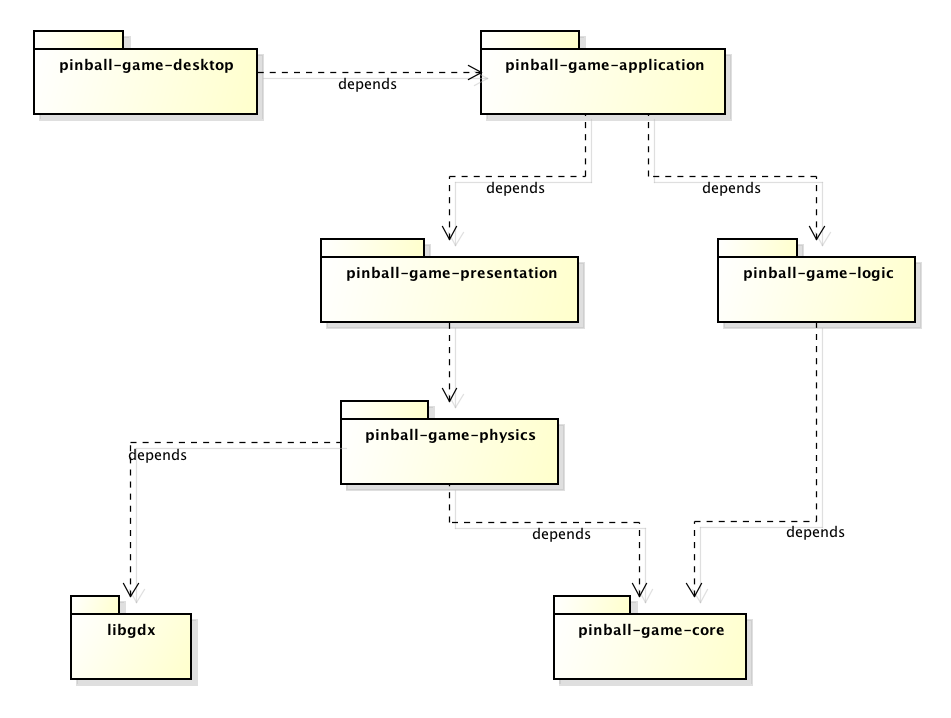 pinball-game-desktop
pinball-game-application
depends
depends
depends
pinball-game-presentation
pinball-game-logic
pinball-game-physics
depends
depends
depends
libgdx
pinball-game-core